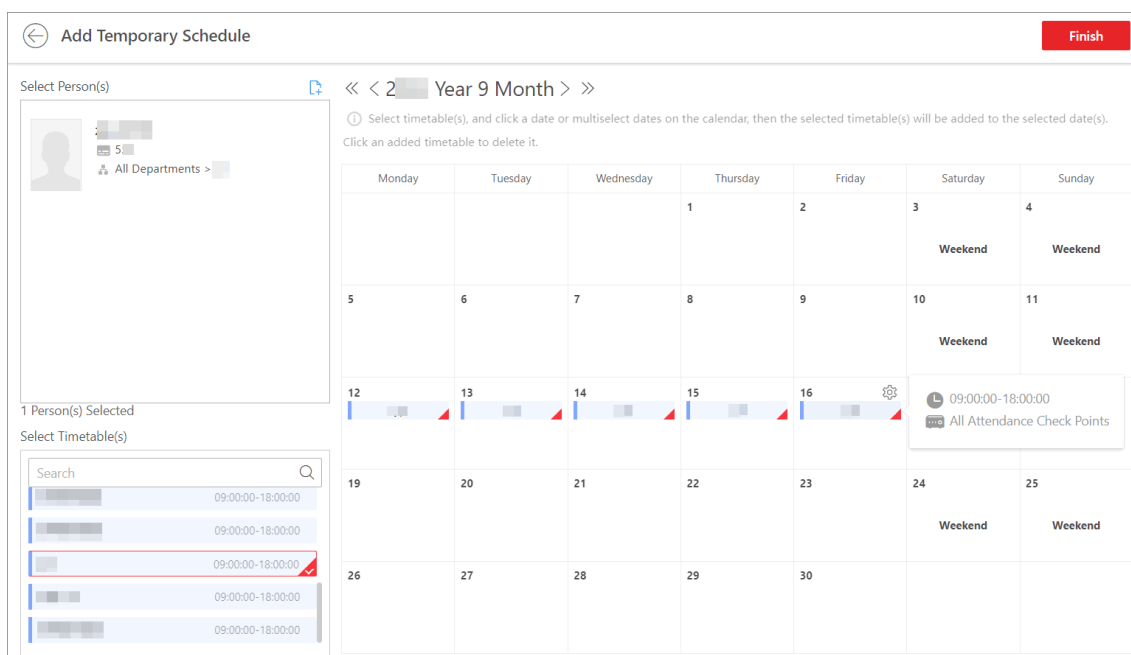 Add Temporary Schedule
Finish
Select Person(s)
5
All Departments >
1 Person(s) Selected
Select Timetable(s)
Search
09:00:00-18:00:00
09:00:00-18:00:00
09:00:00-18:00:00
09:00:00-18:00:00
09:00:00-18:00:00
« < 2 Year 9 Month > »
Select timetable(s), and click a date or multiselect dates on the calendar, then the selected timetable(s) will be added to the selected date(s).
Click an added timetable to delete it.
Monday Tuesday Wednesday Thursday Friday Saturday Sunday
1 2 3 4
Weekend Weekend
5 6 7 8 9 10 11
Weekend Weekend
12 13 14 15 16
09:00:00-18:00:00
All Attendance Check Points
19 20 21 22 23 24 25
Weekend Weekend
26 27 28 29 30